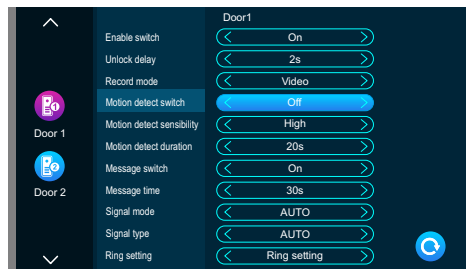 Door1
Enable switch On
Unlock delay 2s
Record mode Video
Motion detect switch Off
Motion detect sensibility High
Motion detect duration 20s
Message switch On
Message time 30s
Signal mode AUTO
Signal type AUTO
Ring setting Ring setting
1
Door 1
2
Door 2